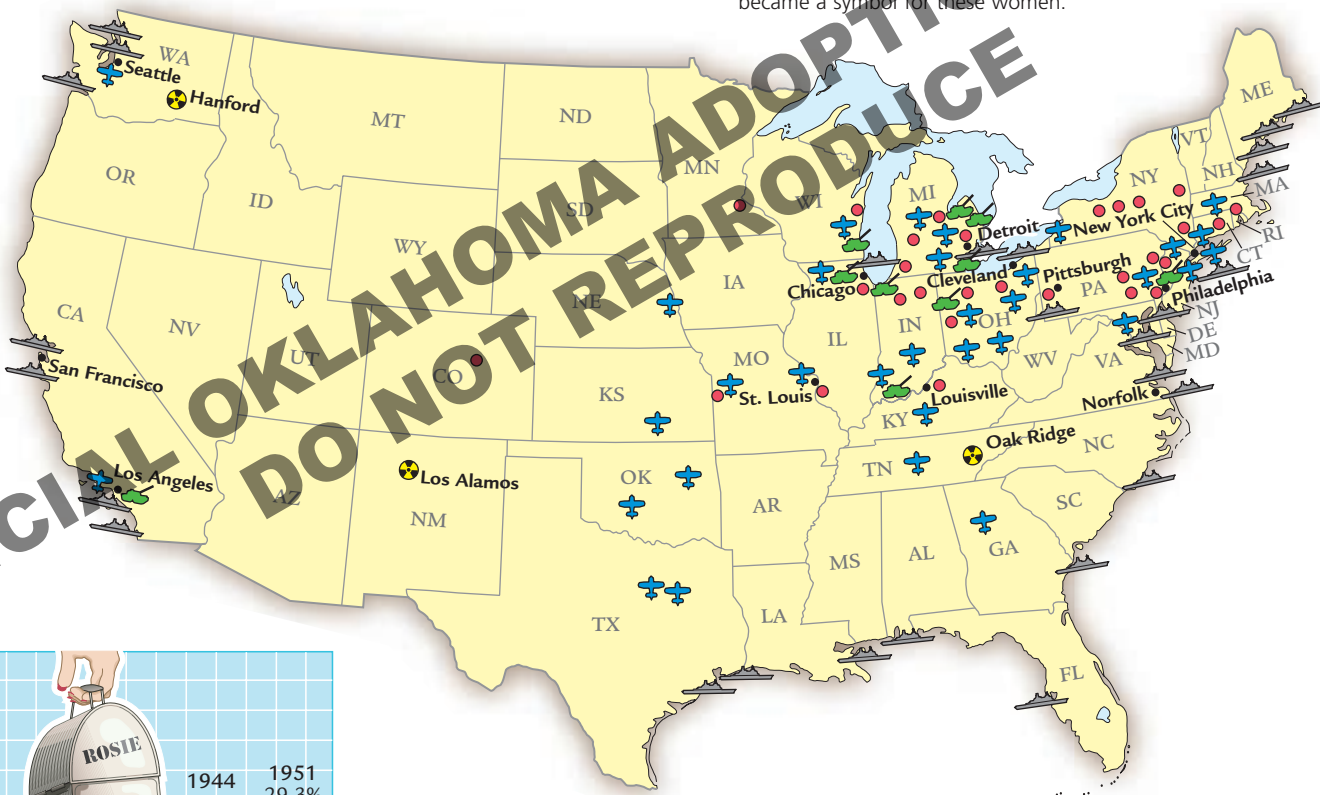 became a symbol for these women.
WA
Seattle
Hanford
MT
ND
MN
OR
ID
SD
WI
MI
ME
VT
NH
NY
MA
WY
Detroit
New York City
RI
CT
IA
Chicago
Cleveland
Pittsburgh
PA
Philadelphia
NE
CA
NV
UT
CO
IL
IN
OH
NJ
DE
MD
WV
VA
San Francisco
KS
MO
St. Louis
Louisville
Norfolk
KY
Los Angeles
Los Alamos
OK
TN
Oak Ridge
NC
AZ
NM
AR
SC
MS
AL
GA
TX
LA
FL
CIAL OKLAHOMA ADOPTI
DO NOT REPRODUCE
ROSIE
1944
1951
29.3%